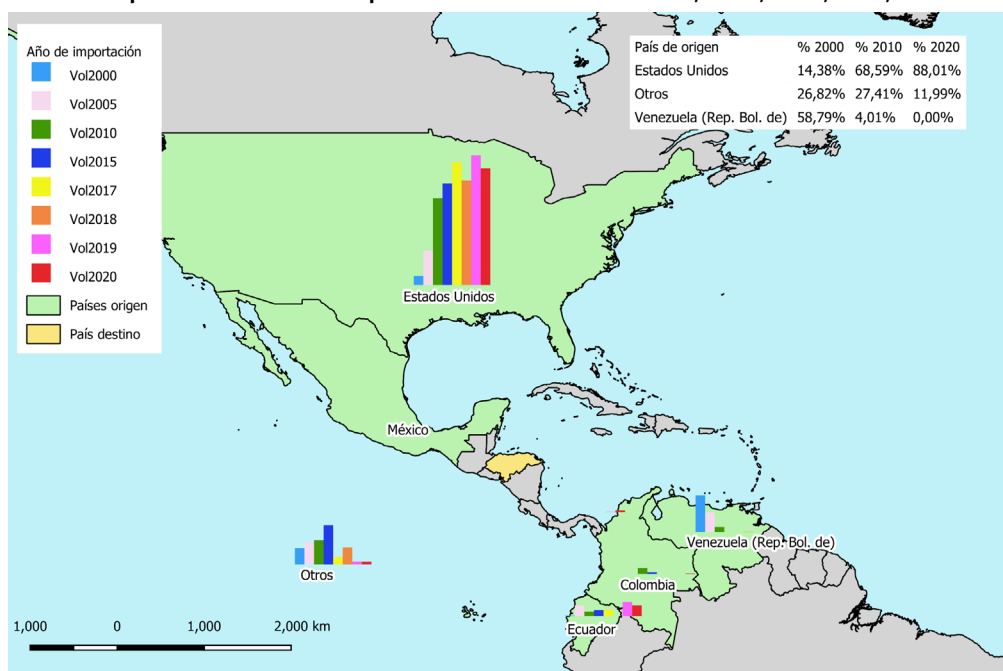 Año de importación
Vol2000
Vol2005
Vol2010
Vol2015
Vol2017
Vol2018
Vol2019
Vol2020
Países origen
País destino
País de origen % 2000 % 2010 % 2020
Estados Unidos 14,38% 68,59% 88,01%
Otros 26,82% 27,41% 11,99%
Venezuela (Rep. Bol. de) 58,79% 4,01% 0,00%
Estados Unidos
México
Venezuela (Rep. Bol. de)
Otros
Colombia
Ecuador
1,000 0 1,000 2,000 km